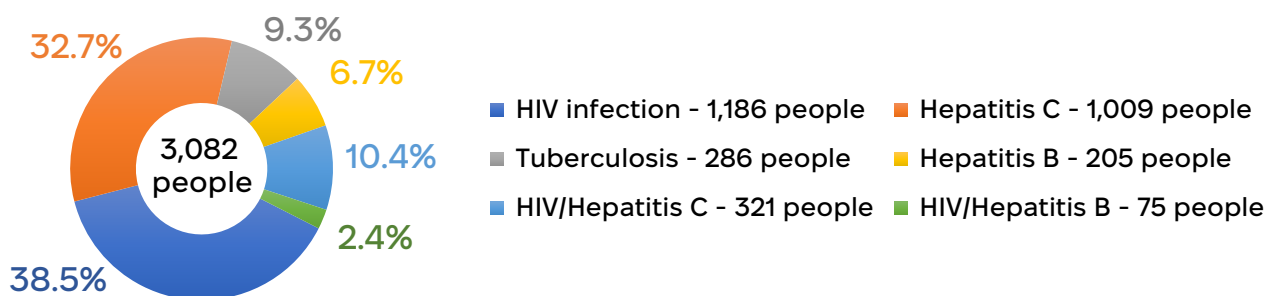 9.3%
32.7%
6.7%
3,082
people
10.4%
2.4%
38.5%
HIV infection - 1,186 people
Hepatitis C - 1,009 people
Tuberculosis - 286 people
Hepatitis B - 205 people
HIV/Hepatitis C - 321 people
HIV/Hepatitis B - 75 people